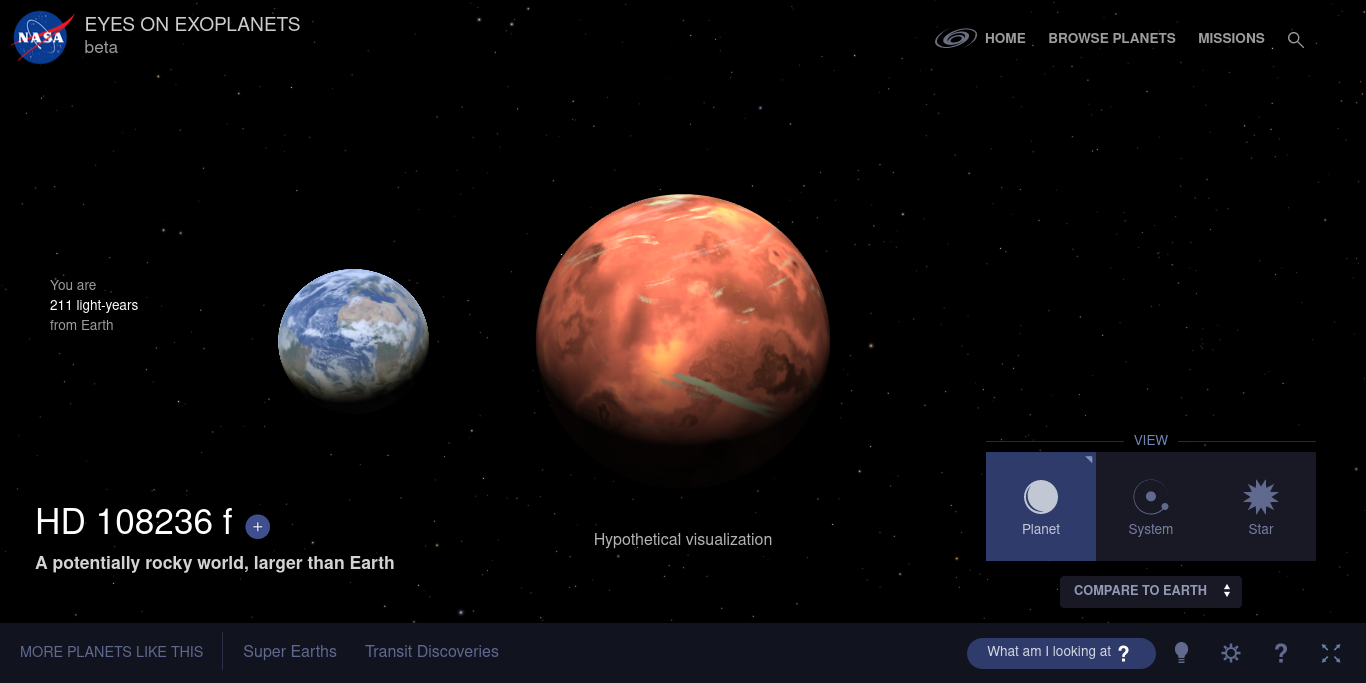 NASA
EYES ON EXOPLANETS
beta
HOME
BROWSE PLANETS
MISSIONS
You are
211 light-years
from Earth
HD 108236 f
A potentially rocky world, larger than Earth
Hypothetical visualization
VIEW
Planet
System
Star
COMPARE TO EARTH
MORE PLANETS LIKE THIS
Super Earths
Transit Discoveries
What am I looking at ?
?